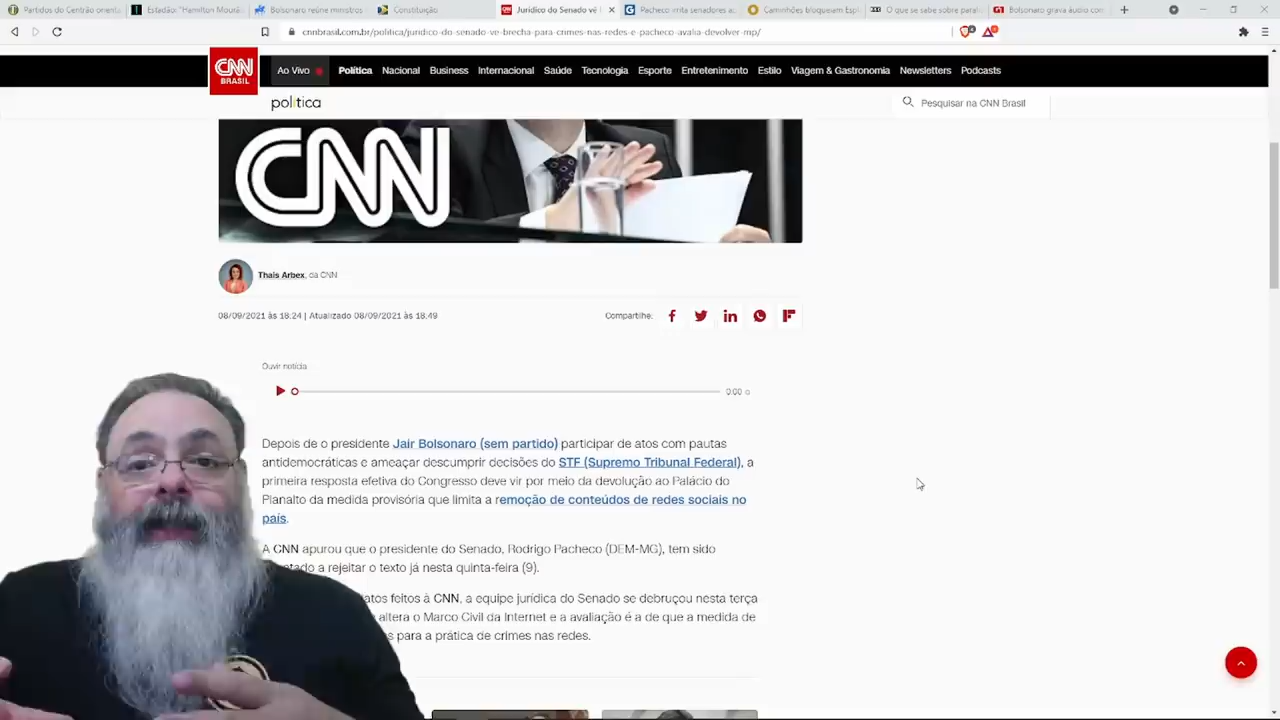 Partidos do Centrão orienta
Estadão: "Hamilton Mourão
Bolsonaro reúne ministros
Constituição
Jurídico do Senado vê
Pacheco irrita senadores ao
Caminhões bloqueiam Esp
O que se sabe sobre paral
Bolsonaro grava áudio com
cnnbrasil.com.br/politica/juridico-do-senado-ve-brecha-para-crimes-nas-redes-e-pacheco-avalia-devolver-mp/
CNN BRASIL
Ao Vivo Política Nacional Business Internacional Saúde Tecnologia Esporte Entretenimento Estilo Viagem & Gastronomia Newsletters Podcasts
política
Pesquisar na CNN Brasil
CNN
Thais Arbex, da CNN
08/09/2021 às 18:24 | Atualizado 08/09/2021 às 18:49
Compartilhe:
Ouvir notícia
0:00
Depois de o presidente Jair Bolsonaro (sem partido) participar de atos com pautas
antidemocráticas e ameaçar descumprir decisões do STF (Supremo Tribunal Federal), a
primeira resposta efetiva do Congresso deve vir por meio da devolução ao Palácio do
Planalto da medida provisória que limita a remoção de conteúdos de redes sociais no
país.
A CNN apurou que o presidente do Senado, Rodrigo Pacheco (DEM-MG), tem sido
a rejeitar o texto já nesta quinta-feira (9).
feitos à CNN, a equipe jurídica do Senado se debruçou nesta terça
altera o Marco Civil da Internet e a avaliação é a de que a medida de
para a prática de crimes nas redes.